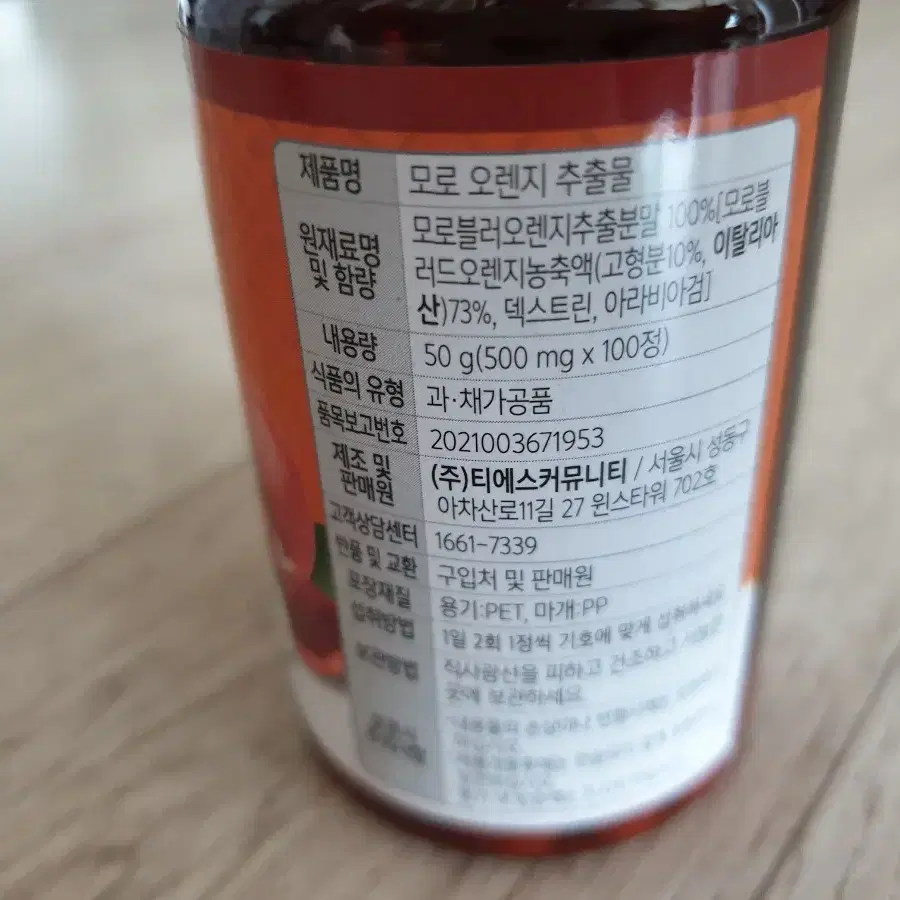 제품명 모로 오렌지 추출물
원재료명 및 함량 모로블러오렌지추출분말 100%[모로블
러드오렌지농축액(고형분10%, 이탈리아
산)73%, 덱스트린, 아라비아검]
내용량 50 g(500 mg x 100정)
식품의 유형 과·채가공품
품목보고번호 2021003671953
제조 및 판매원 (주)티에스커뮤니티 / 서울시 성동구
아차산로11길 27 윈스타워 702호
고객상담센터 1661-7339
반품 및 교환 구입처 및 판매원
포장재질 용기:PET, 마개:PP
섭취방법 1일 2회 1정씩 기호에 맞게 섭취하세요
보관방법 직사광선을 피하고 건조하고 서늘한
곳에 보관하세요.